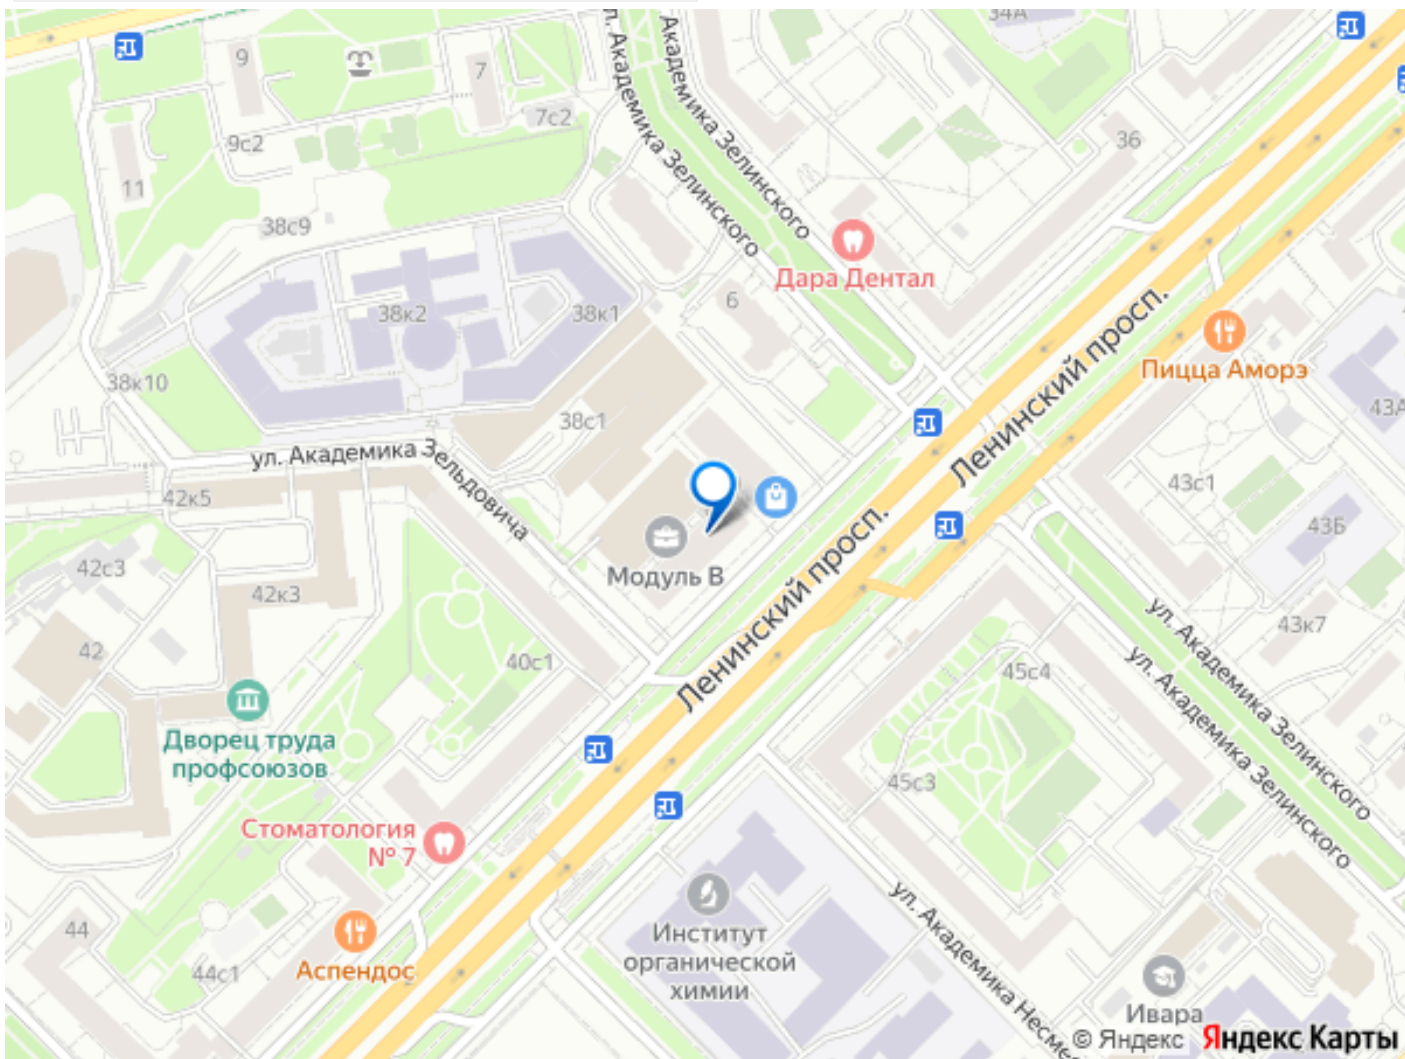 34А
9
7
ул. Академика Зелинского
Академика Зелинского
7с2
36
9с2
11
38с9
Дара Дентал
6
38к2
38к1
Ленинский просп.
Пицца Аморэ
38к10
43А
38с1
ул. Академика Зельдовича
43с1
42к5
43Б
Модуль В
42с3
42к3
Ленинский просп.
ул. Академика Зелинского
43к7
42
40с1
45с4
ул. Академика Зелинского
Дворец труда
профсоюзов
45с3
Стоматология
№ 7
44
Институт
органической
химии
ул. Академика Несме
44с1
Аспендос
Ивара
© Яндекс Яндекс Карты